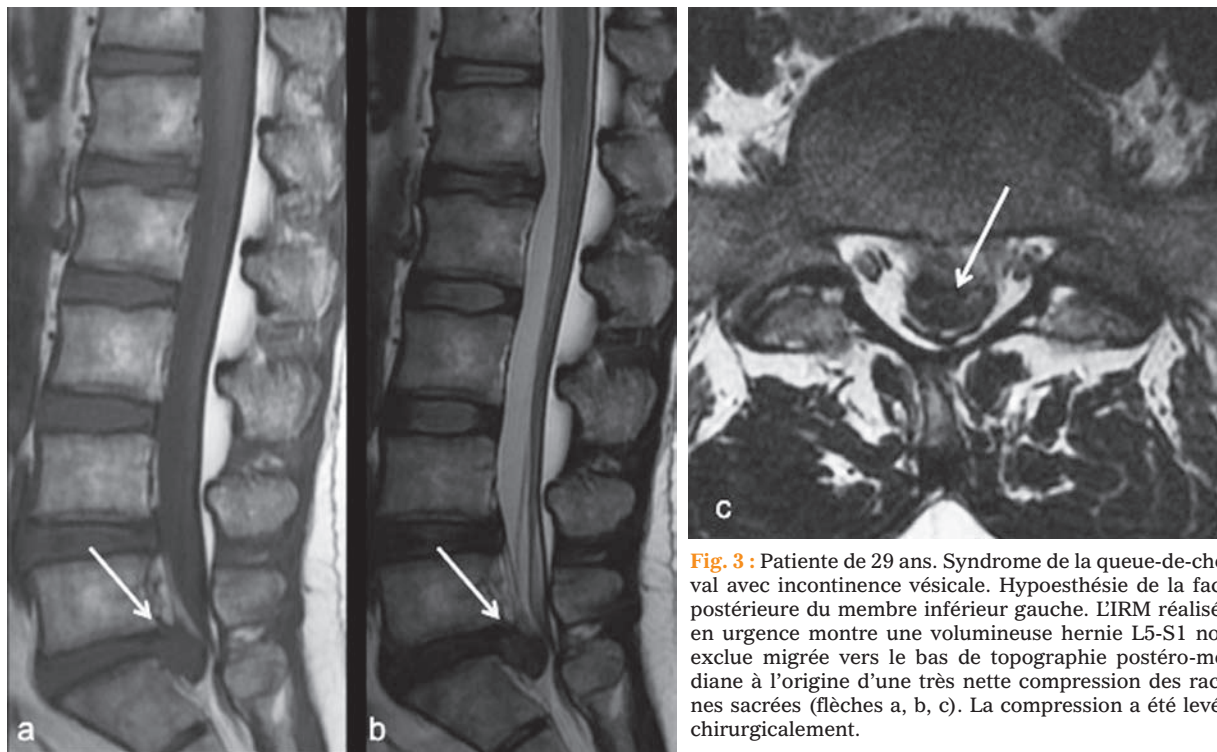 a
b
c
Fig. 3 : Patiente de 29 ans. Syndrome de la queue-de-che
val avec incontinence vésicale. Hypoesthésie de la fac
postérieure du membre inférieur gauche. L'IRM réalisé
en urgence montre une volumineuse hernie L5-S1 no
exclue migrée vers le bas de topographie postéro-mé
diane à l'origine d'une très nette compression des rac
nes sacrées (flèches a, b, c). La compression a été levé
chirurgicalement.